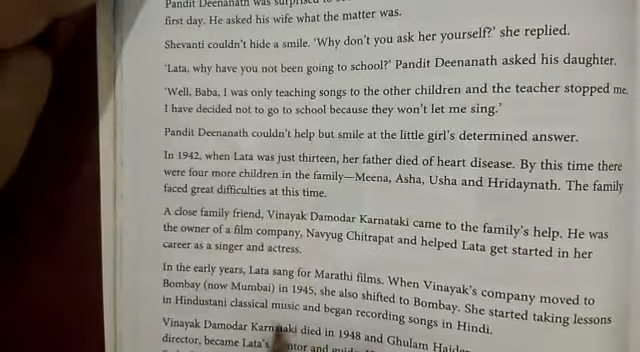 Pandit Deenanath was surprised to
first day. He asked his wife what the matter was.
Shevanti couldn't hide a smile. 'Why don't you ask her yourself?' she replied.
'Lata, why have you not been going to school?' Pandit Deenanath asked his daughter.
'Well, Baba, I was only teaching songs to the other children and the teacher stopped me.
I have decided not to go to school because they won't let me sing.'
Pandit Deenanath couldn't help but smile at the little girl's determined answer.
In 1942, when Lata was just thirteen, her father died of heart disease. By this time there
were four more children in the family—Meena, Asha, Usha and Hridaynath. The family
faced great difficulties at this time.
A close family friend, Vinayak Damodar Karnataki came to the family's help. He was
the owner of a film company, Navyug Chitrapat and helped Lata get started in her
career as a singer and actress.
In the early years, Lata sang for Marathi films. When Vinayak's company moved to
Bombay (now Mumbai) in 1945, she also shifted to Bombay. She started taking lessons
in Hindustani classical music and began recording songs in Hindi.
Vinayak Damodar Karnataki died in 1948 and Ghulam Haider
director, became Lata's